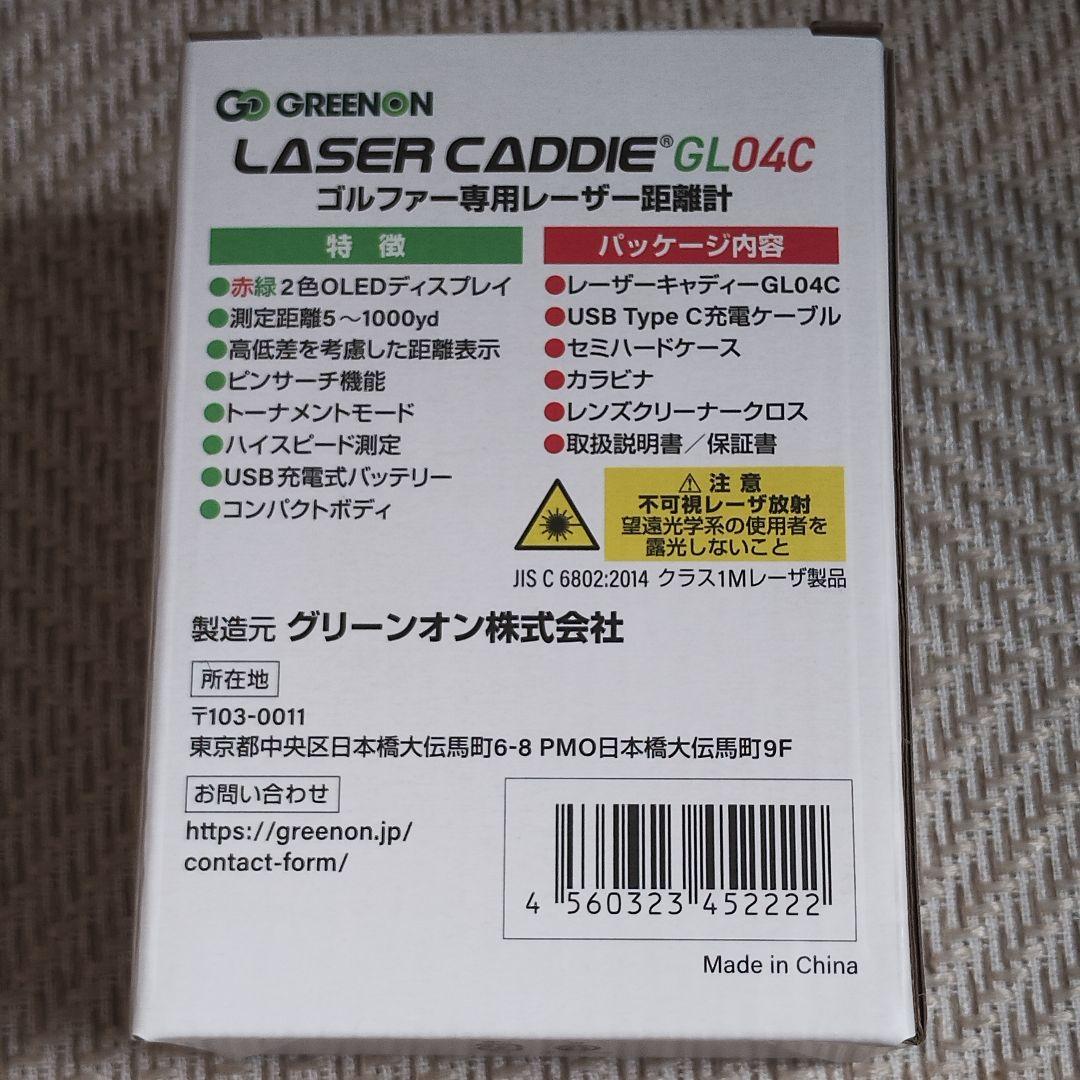 GREENON
LASER CADDIE® GL04C
ゴルファー専用レーザー距離計
特 徴
●赤緑2色OLEDディスプレイ
●測定距離5～1000yd
●高低差を考慮した距離表示
●ピンサーチ機能
●トーナメントモード
●ハイスピード測定
●USB充電式バッテリー
●コンパクトボディ
パッケージ内容
●レーザーキャディーGL04C
●USB Type C充電ケーブル
●セミハードケース
●カラビナ
●レンズクリーナークロス
●取扱説明書／保証書
⚠ 注 意
不可視レーザ放射
望遠光学系の使用者を
露光しないこと
JIS C 6802:2014 クラス1Mレーザ製品
製造元 グリーンオン株式会社
所在地
〒103-0011
東京都中央区日本橋大伝馬町6-8 PMO日本橋大伝馬町9F
お問い合わせ
https://greenon.jp/
contact-form/
4 560323 452222
Made in China